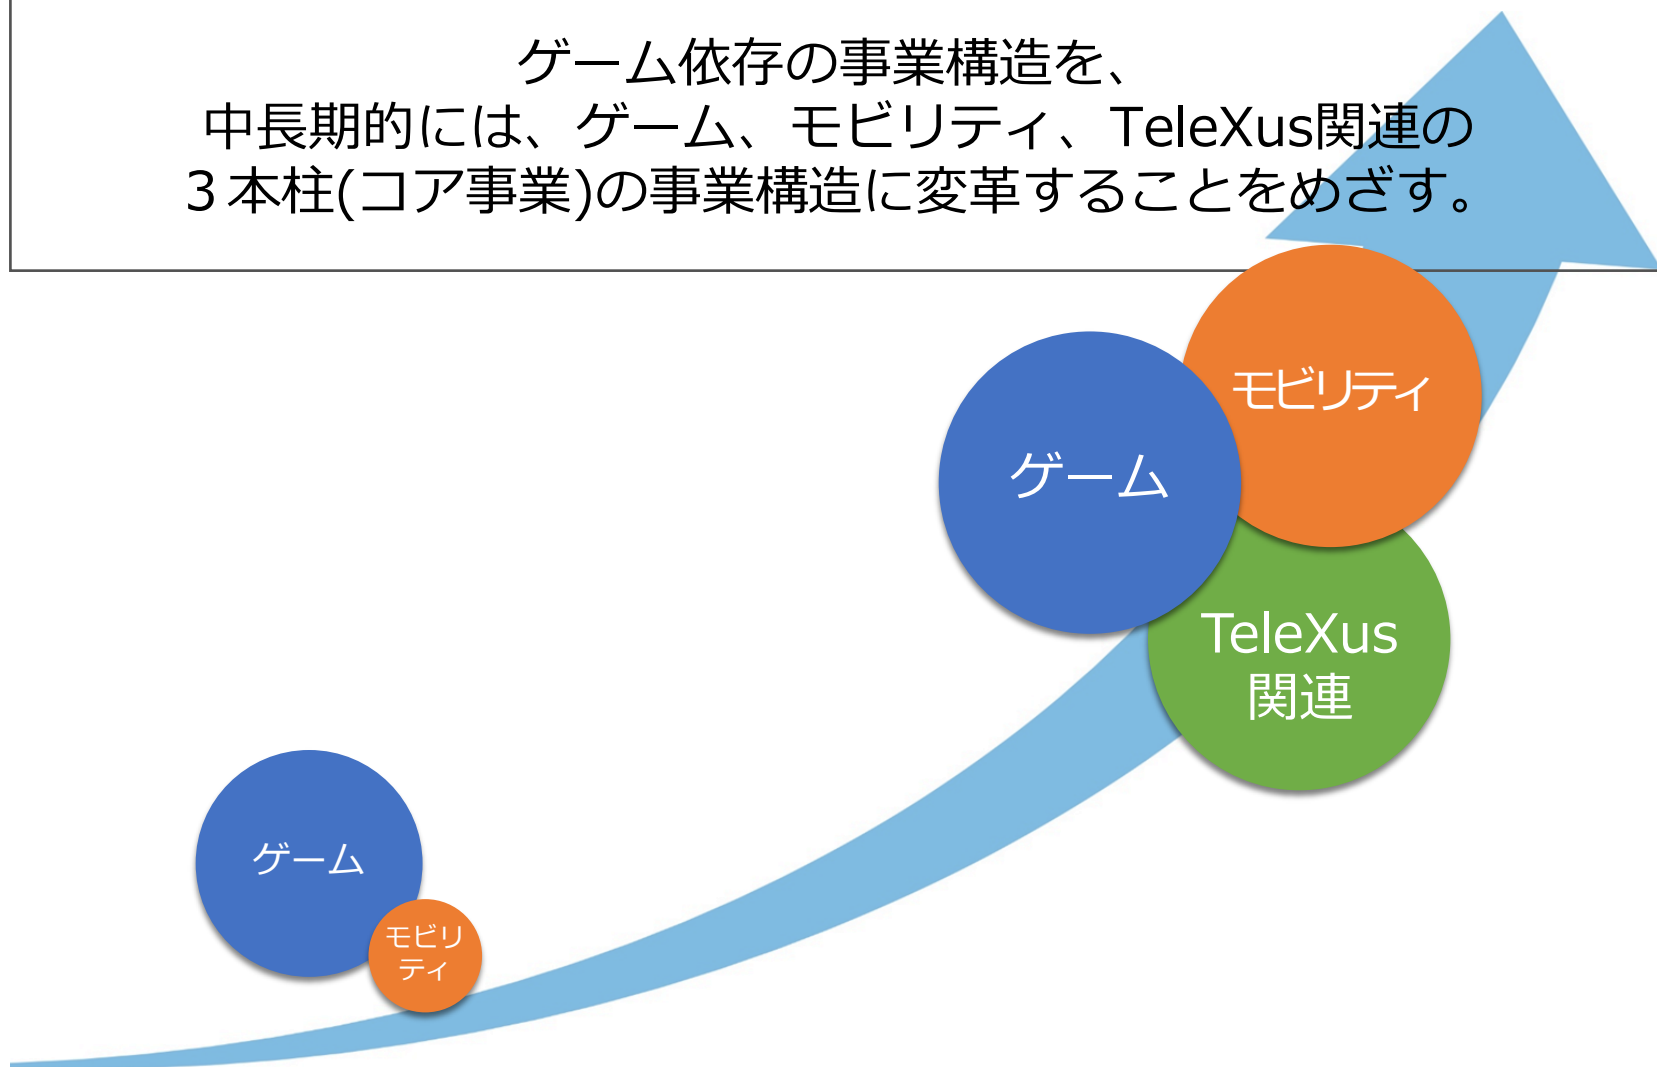 ゲーム依存の事業構造を、
中長期的には、ゲーム、モビリティ、TeleXus関連の
３本柱(コア事業)の事業構造に変革することをめざす。
モビリティ
ゲーム
TeleXus
関連
ゲーム
モビリ
ティ